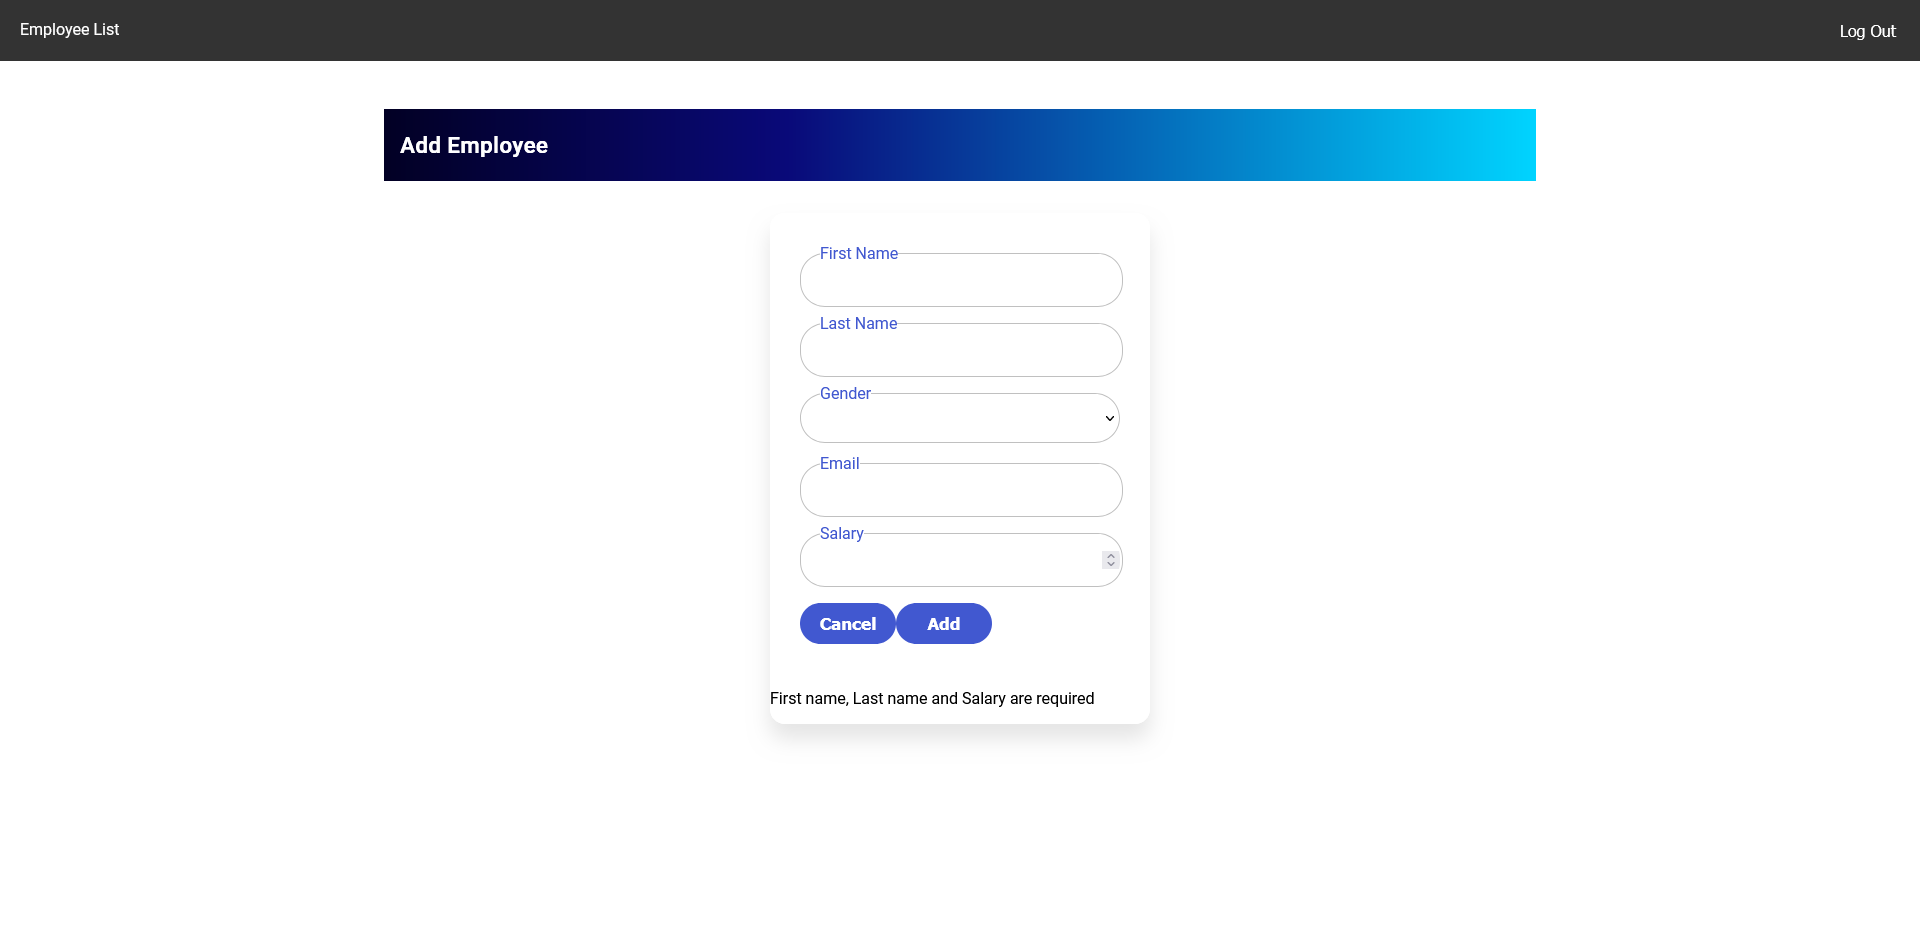 Employee List
Log Out
Add Employee
First Name
Last Name
Gender
Email
Salary
Cancel Add
First name, Last name and Salary are required